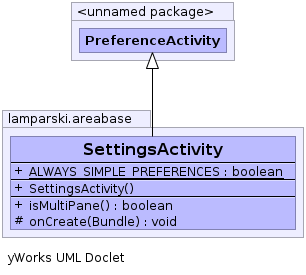 <unnamed package>
PreferenceActivity
lamparski.areabase
SettingsActivity
+ ALWAYS_SIMPLE_PREFERENCES : boolean
+ SettingsActivity()
+ isMultiPane() : boolean
# onCreate(Bundle) : void
yWorks UML Doclet